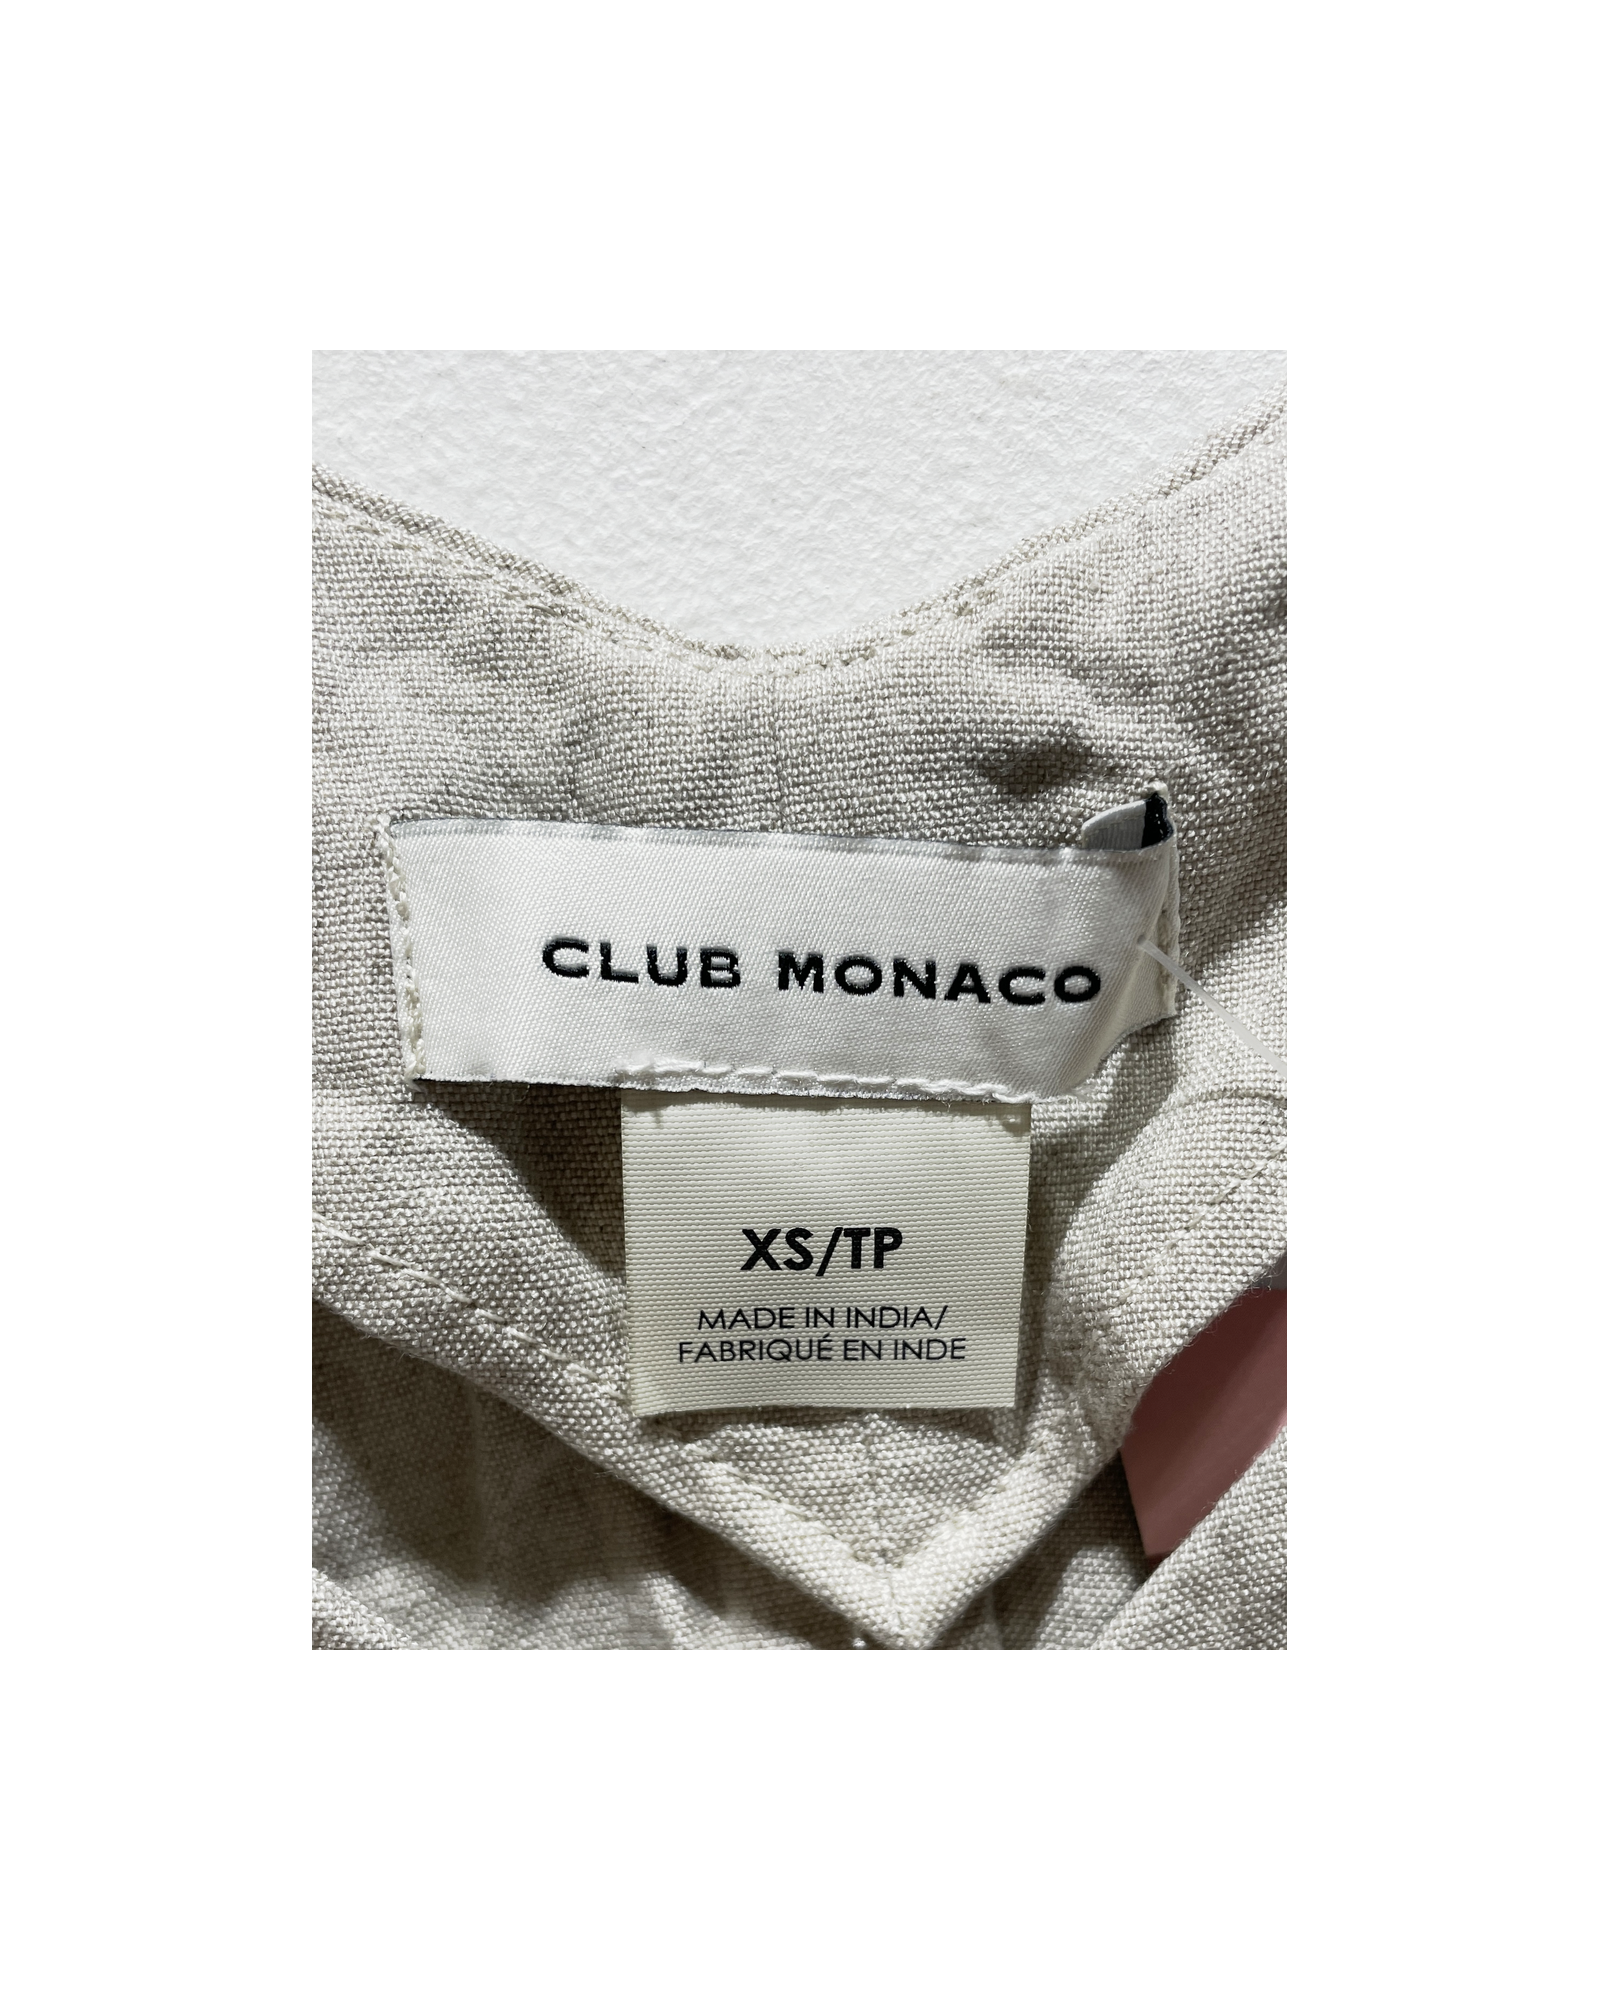 CLUB MONACO
XS/TP
MADE IN INDIA/
FABRIQUÉ EN INDE